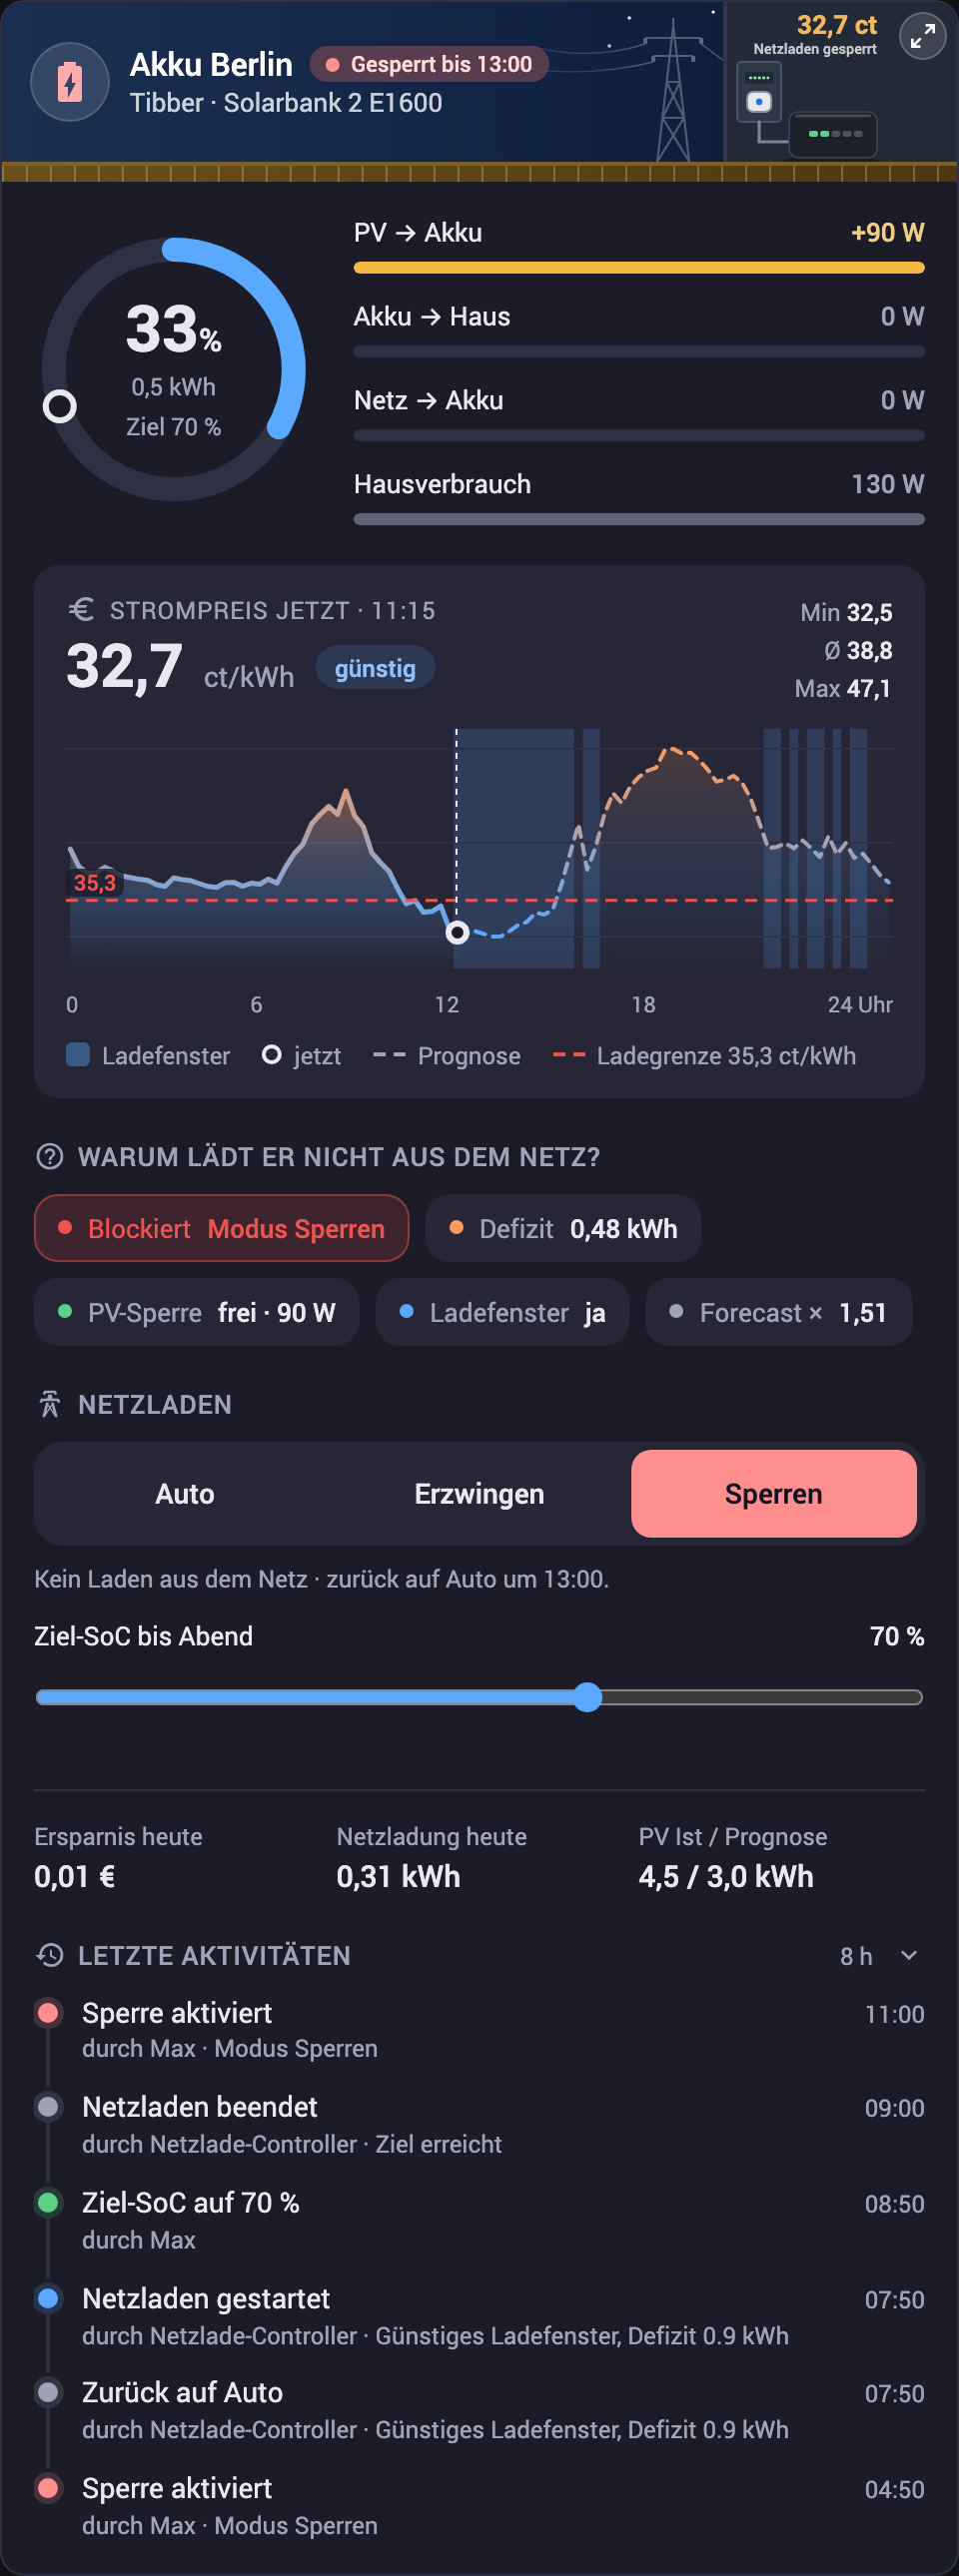 Akku Berlin Gesperrt bis 13:00
Tibber · Solarbank 2 E1600
32,7 ct
Netzladen gesperrt
33%
0,5 kWh
Ziel 70 %
PV → Akku +90 W
Akku → Haus 0 W
Netz → Akku 0 W
Hausverbrauch 130 W
STROMPREIS JETZT · 11:15
32,7 ct/kWh günstig
Min 32,5
Ø 38,8
Max 47,1
35,3
0 6 12 18 24 Uhr
Ladefenster jetzt Prognose Ladegrenze 35,3 ct/kWh
WARUM LÄDT ER NICHT AUS DEM NETZ?
Blockiert Modus Sperren Defizit 0,48 kWh
PV-Sperre frei · 90 W Ladefenster ja Forecast × 1,51
NETZLADEN
Auto Erzwingen Sperren
Kein Laden aus dem Netz · zurück auf Auto um 13:00.
Ziel-SoC bis Abend 70 %
Ersparnis heute Netzladung heute PV Ist / Prognose
0,01 € 0,31 kWh 4,5 / 3,0 kWh
LETZTE AKTIVITÄTEN 8 h
Sperre aktiviert 11:00
durch Max · Modus Sperren
Netzladen beendet 09:00
durch Netzlade-Controller · Ziel erreicht
Ziel-SoC auf 70 % 08:50
durch Max
Netzladen gestartet 07:50
durch Netzlade-Controller · Günstiges Ladefenster, Defizit 0.9 kWh
Zurück auf Auto 07:50
durch Netzlade-Controller · Günstiges Ladefenster, Defizit 0.9 kWh
Sperre aktiviert 04:50
durch Max · Modus Sperren